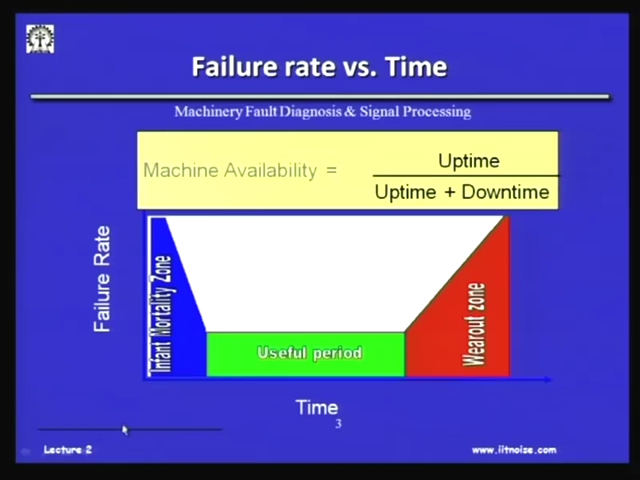 Failure rate vs. Time
Machinery Fault Diagnosis & Signal Processing
Machine Availability =
Uptime
Uptime + Downtime
Failure Rate
Infant Mortality Zone
Useful period
Wearout zone
Time
3
Lecture 2
www.iitnoise.com